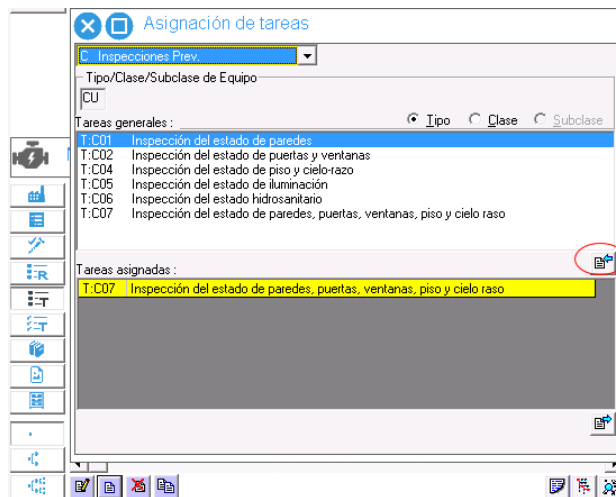 Asignación de tareas
C Inspecciones Prev.
Tipo/Clase/Subclase de Equipo
CU
Tareas generales : Tipo Clase Subclase
T:C01 Inspección del estado de paredes
T:C02 Inspección del estado de puertas y ventanas
T:C04 Inspección del estado de piso y cielo-razo
T:C05 Inspección del estado de iluminación
T:C06 Inspección del estado hidrosanitario
T:C07 Inspección del estado de paredes, puertas, ventanas, piso y cielo raso
R
Tareas asignadas :
T:C07 Inspección del estado de paredes, puertas, ventanas, piso y cielo raso
T
T